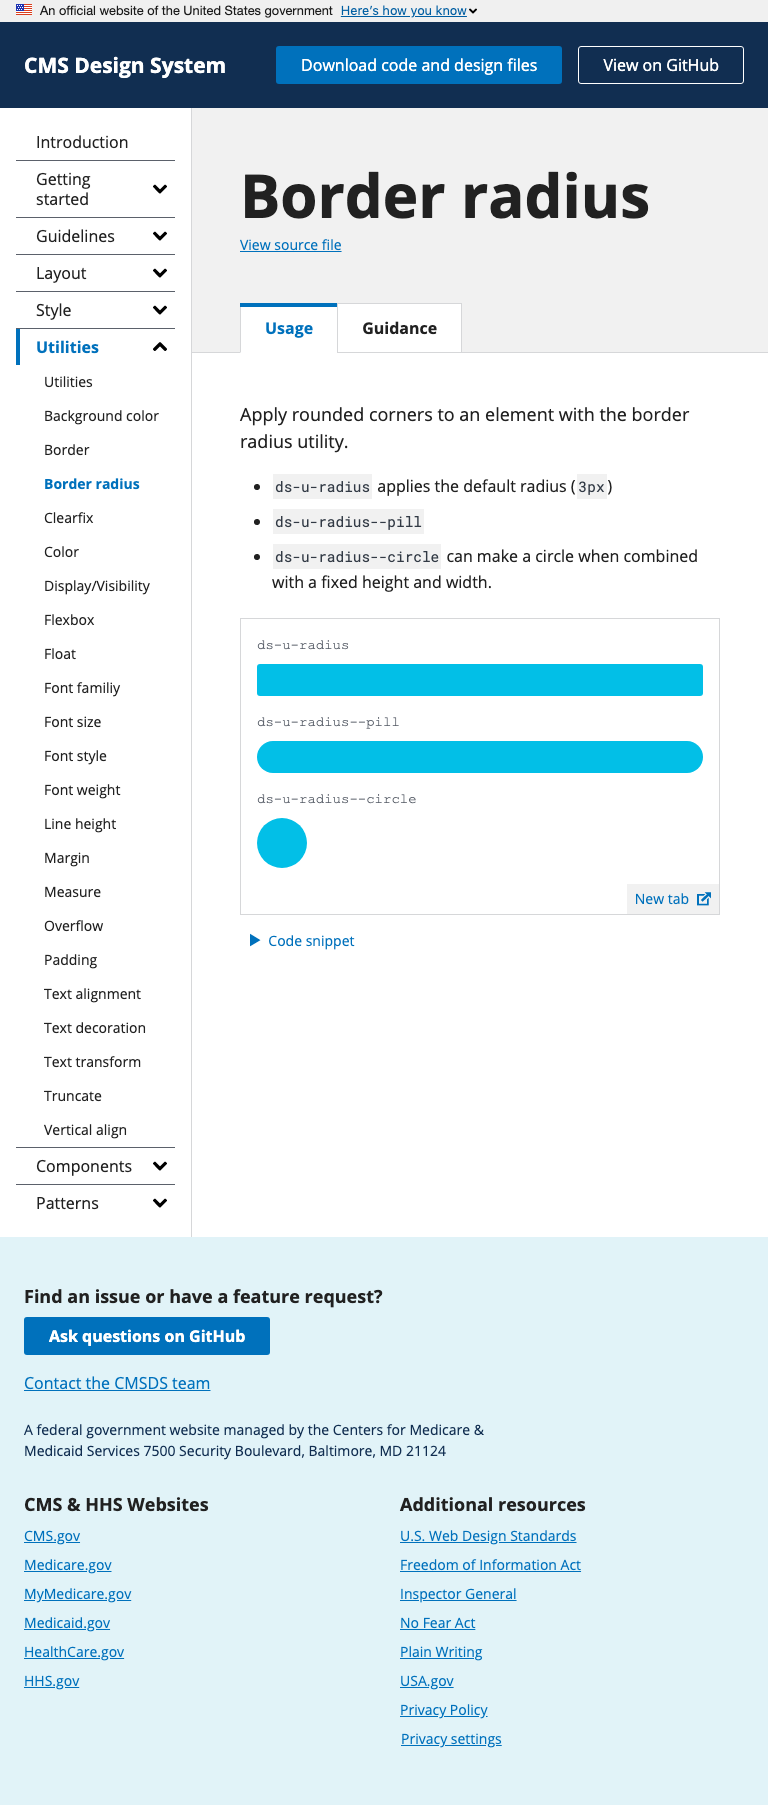 An official website of the United States government Here's how you know
CMS Design System
Download code and design files
View on GitHub
Introduction
Getting
started
Guidelines
Layout
Style
Utilities
Utilities
Background color
Border
Border radius
Clearfix
Color
Display/Visibility
Flexbox
Float
Font familiy
Font size
Font style
Font weight
Line height
Margin
Measure
Overflow
Padding
Text alignment
Text decoration
Text transform
Truncate
Vertical align
Components
Patterns
Border radius
View source file
Usage
Guidance
Apply rounded corners to an element with the border
radius utility.
ds-u-radius applies the default radius (3px)
ds-u-radius--pill
ds-u-radius--circle can make a circle when combined
with a fixed height and width.
ds-u-radius
ds-u-radius--pill
ds-u-radius--circle
New tab
Code snippet
Find an issue or have a feature request?
Ask questions on GitHub
Contact the CMSDS team
A federal government website managed by the Centers for Medicare &
Medicaid Services 7500 Security Boulevard, Baltimore, MD 21124
CMS & HHS Websites
CMS.gov
Medicare.gov
MyMedicare.gov
Medicaid.gov
HealthCare.gov
HHS.gov
Additional resources
U.S. Web Design Standards
Freedom of Information Act
Inspector General
No Fear Act
Plain Writing
USA.gov
Privacy Policy
Privacy settings